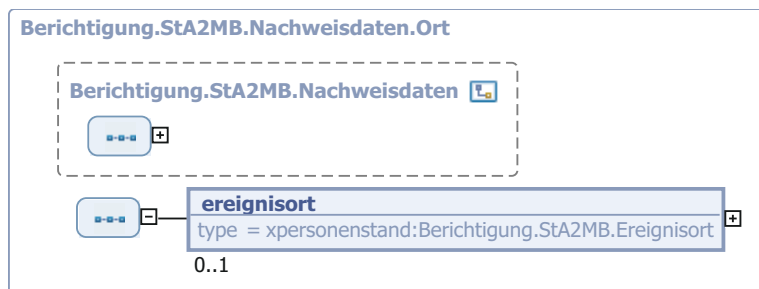 Berichtigung.StA2MB.Nachweisdaten.Ort
Berichtigung.StA2MB.Nachweisdaten
ereignisort
type = xpersonenstand:Berichtigung.StA2MB.Ereignisort
0..1